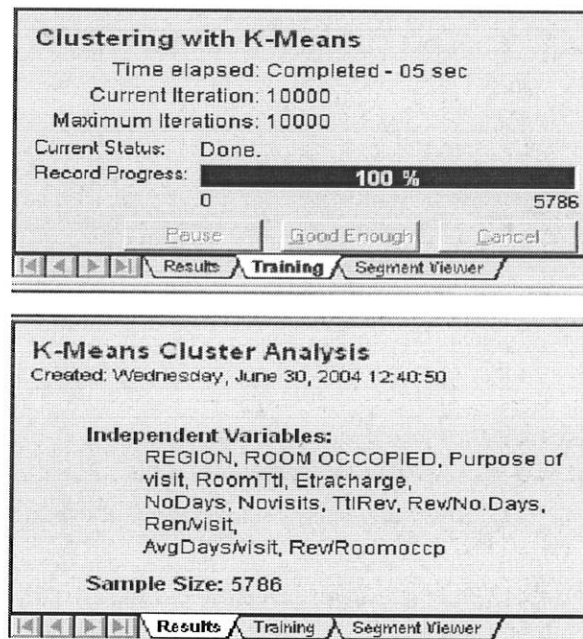 Clustering with K-Means
Time elapsed: Completed - 05 sec
Current Iteration: 10000
Maximum Iterations: 10000
Current Status: Done.
Record Progress: 100 %
0 5786
Pause Good Enough Cancel
Results Training Segment Viewer
K-Means Cluster Analysis
Created: Wednesday, June 30, 2004 12:40:50
Independent Variables:
REGION, ROOM OCCOPIED, Purpose of
visit, RoomTtl, Etracharge,
NoDays, Novisits, TtlRev, Rev/No.Days,
Ren/visit,
AvgDays/visit, Rev/Roomoccp
Sample Size: 5786
Results Training Segment Viewer